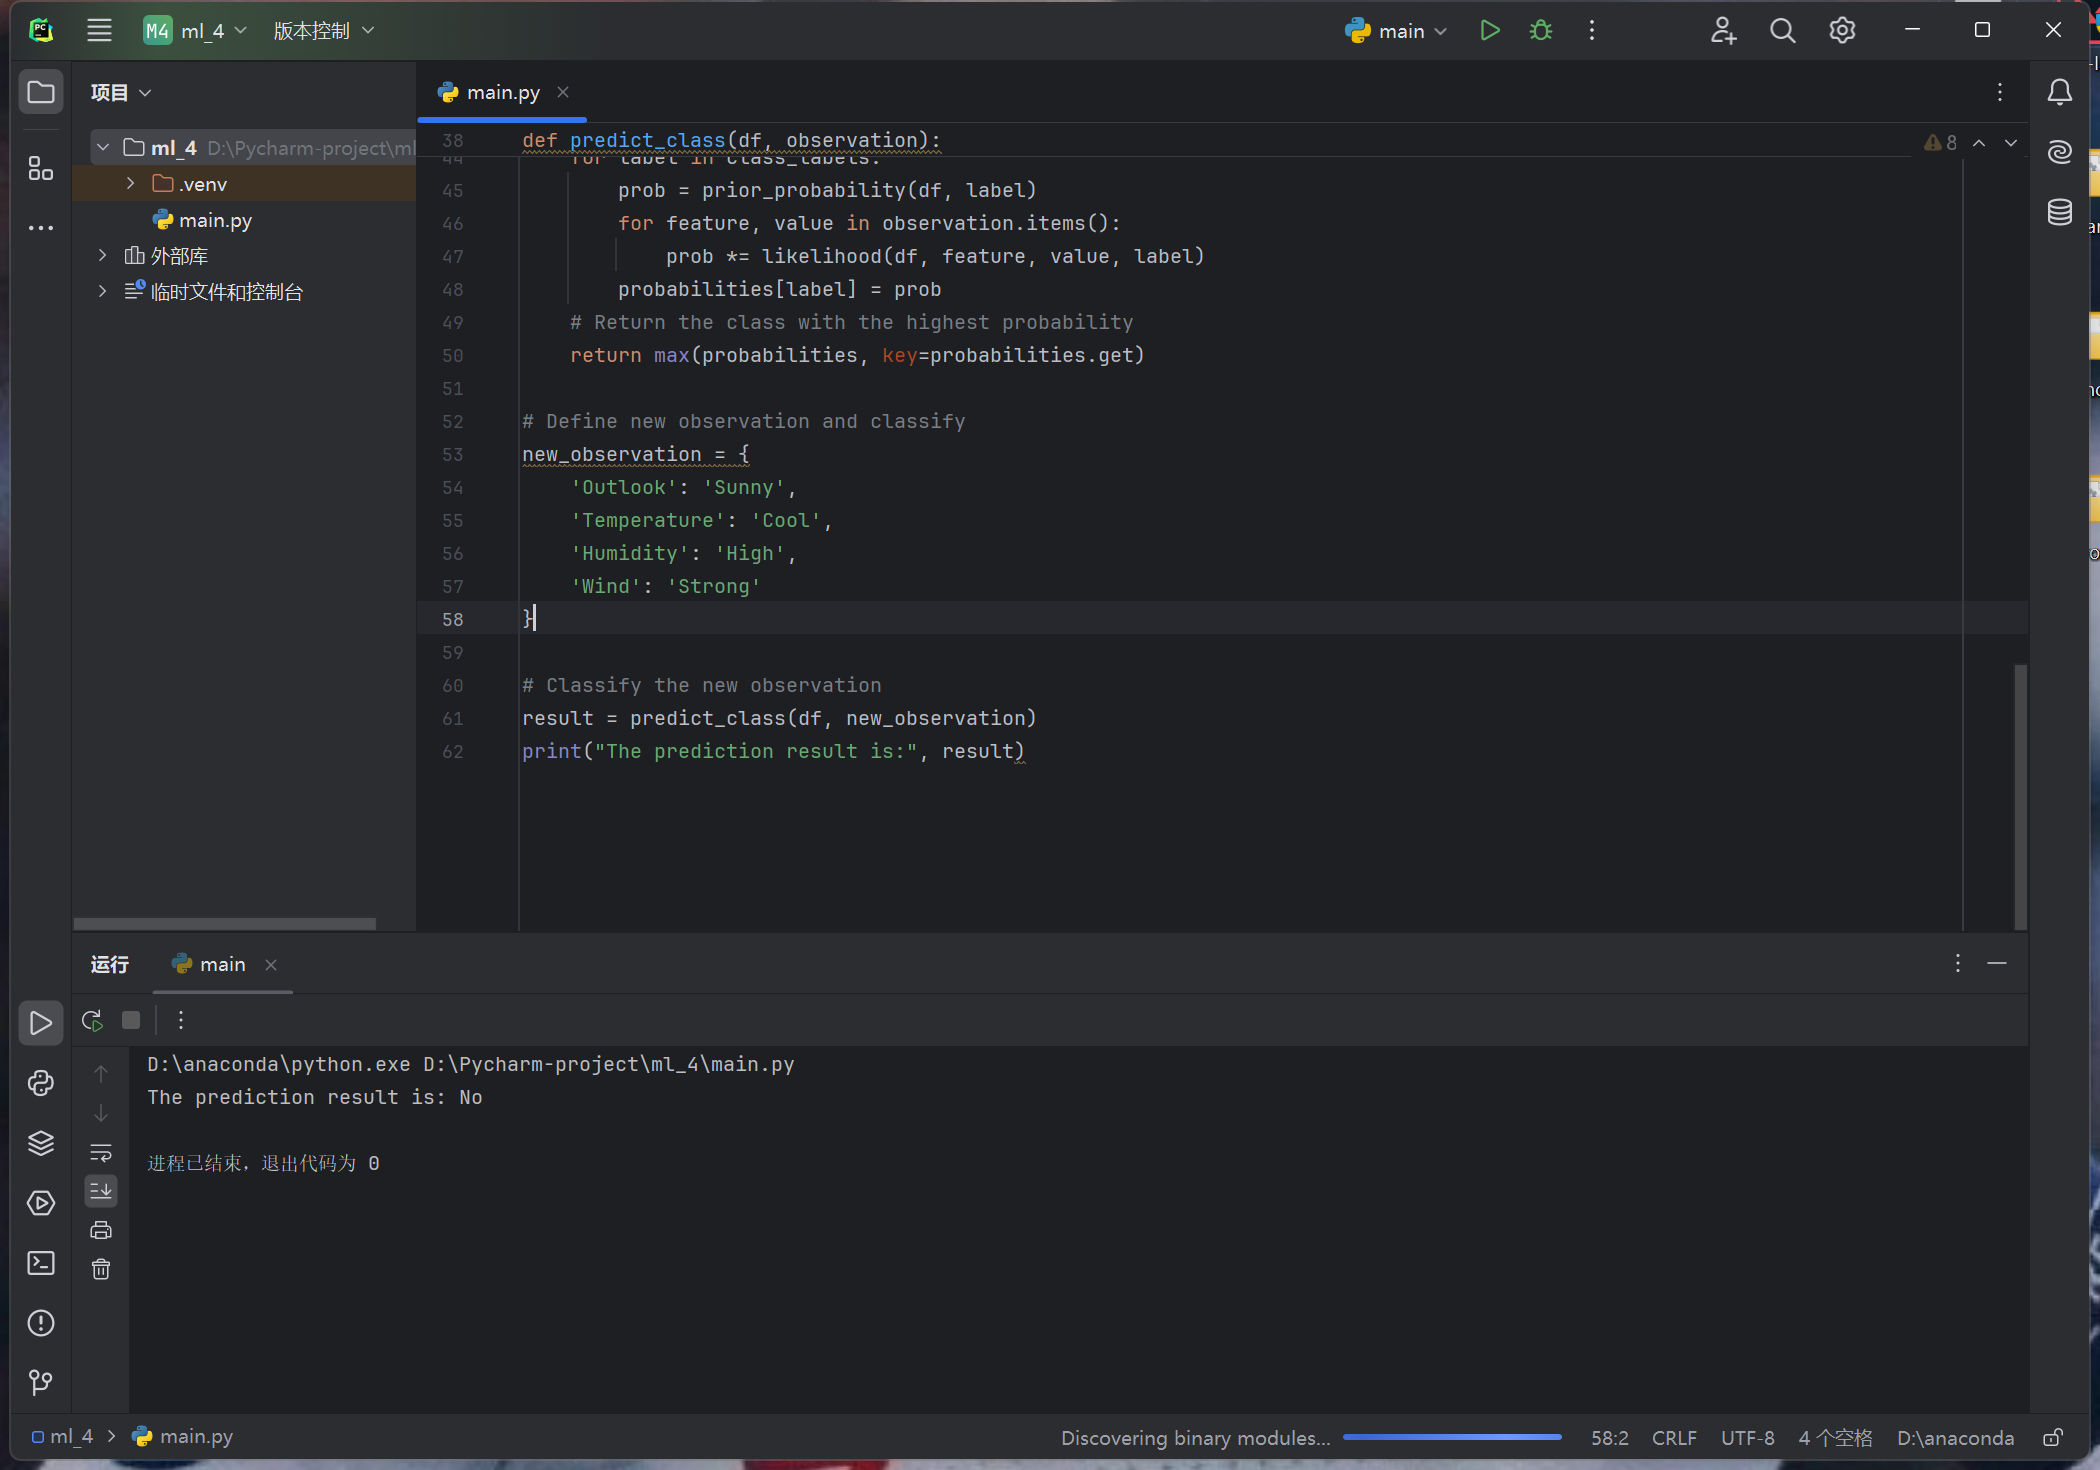 M4 ml_4 版本控制 main
项目
ml_4 D:\Pycharm-project\ml
.venv
main.py
外部库
临时文件和控制台
main.py
38 def predict_class(df, observation):
8
44 for label in class_labels:
45 prob = prior_probability(df, label)
46 for feature, value in observation.items():
47 prob *= likelihood(df, feature, value, label)
48 probabilities[label] = prob
49 # Return the class with the highest probability
50 return max(probabilities, key=probabilities.get)
51
52 # Define new observation and classify
53 new_observation = {
54 'Outlook': 'Sunny',
55 'Temperature': 'Cool',
56 'Humidity': 'High',
57 'Wind': 'Strong'
58 }
59
60 # Classify the new observation
61 result = predict_class(df, new_observation)
62 print("The prediction result is:", result)
运行 main
D:\anaconda\python.exe D:\Pycharm-project\ml_4\main.py
The prediction result is: No
进程已结束，退出代码为 0
ml_4 main.py
Discovering binary modules... 58:2 CRLF UTF-8 4 个空格 D:\anaconda